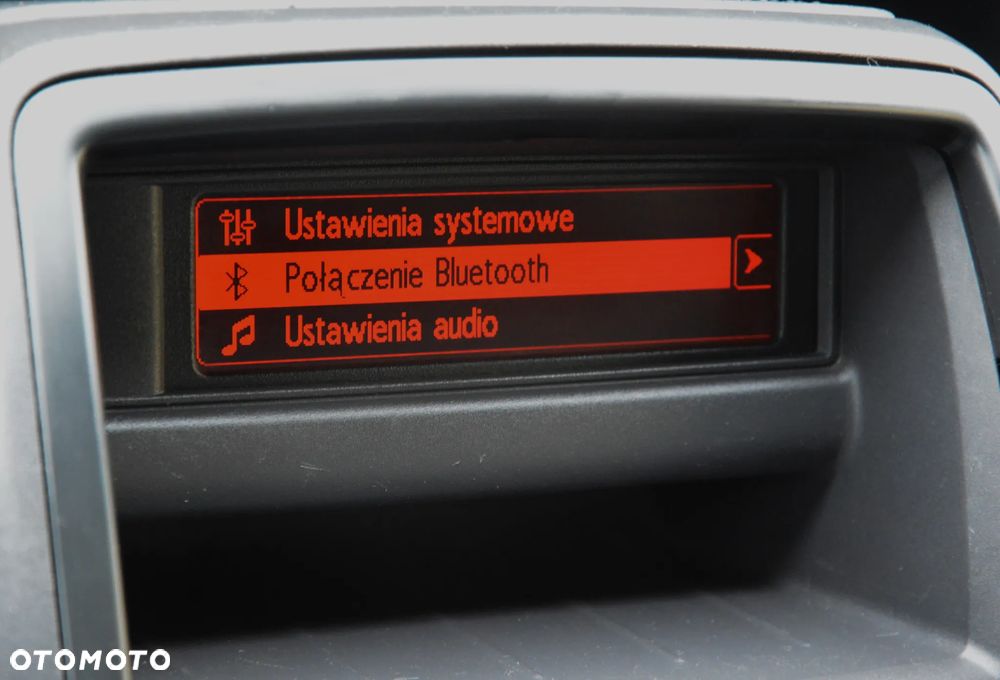 Ustawienia systemowe
Połączenie Bluetooth
Ustawienia audio
OTOMOTO